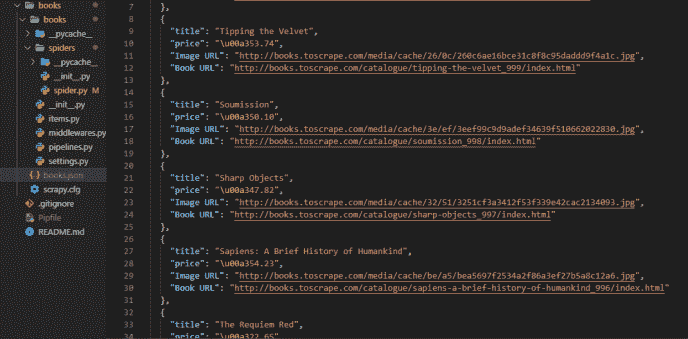 books
books
__pycache__
spiders
__pycache__
__init__.py
spider.py M
__init__.py
items.py
middlewares.py
pipelines.py
settings.py
{ } books.json
scrapy.cfg
.gitignore
Pipfile
README.md
7 },
8 {
9 "title": "Tipping the Velvet",
10 "price": "\u00a353.74",
11 "Image URL": "http://books.toscrape.com/media/cache/26/0c/260c6ae16bce31c8f8c95daddd9f4a1c.jpg",
12 "Book URL": "http://books.toscrape.com/catalogue/tipping-the-velvet_999/index.html"
13 },
14 {
15 "title": "Soumission",
16 "price": "\u00a350.10",
17 "Image URL": "http://books.toscrape.com/media/cache/3e/ef/3eef99c9d9adef34639f510662022830.jpg",
18 "Book URL": "http://books.toscrape.com/catalogue/soumission_998/index.html"
19 },
20 {
21 "title": "Sharp Objects",
22 "price": "\u00a347.82",
23 "Image URL": "http://books.toscrape.com/media/cache/32/51/3251cf3a3412f53f339e42cac2134093.jpg",
24 "Book URL": "http://books.toscrape.com/catalogue/sharp-objects_997/index.html"
25 },
26 {
27 "title": "Sapiens: A Brief History of Humankind",
28 "price": "\u00a354.23",
29 "Image URL": "http://books.toscrape.com/media/cache/be/a5/bea5697f2534a2f86a3ef27b5a8c12a6.jpg",
30 "Book URL": "http://books.toscrape.com/catalogue/sapiens-a-brief-history-of-humankind_996/index.html"
31 },
32 {
33 "title": "The Requiem Red",
34 "price": "\u00a322.65",